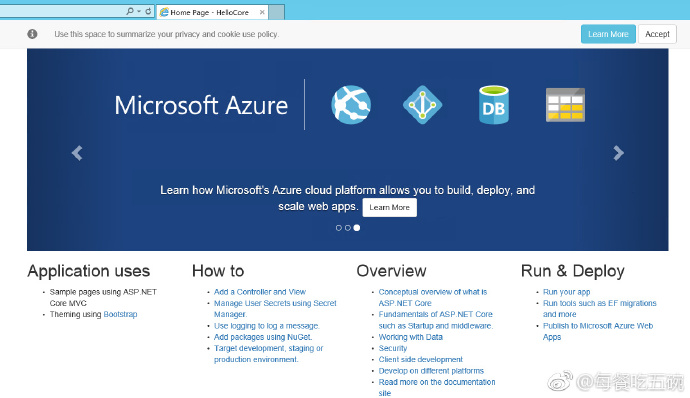 Home Page - HelloCore
Use this space to summarize your privacy and cookie use policy.
Learn More
Accept
Microsoft Azure
DB
Learn how Microsoft's Azure cloud platform allows you to build, deploy, and
scale web apps.
Learn More
Application uses
Sample pages using ASP.NET
Core MVC
Theming using Bootstrap
How to
Add a Controller and View
Manage User Secrets using Secret
Manager.
Use logging to log a message.
Add packages using NuGet.
Target development, staging or
production environment.
Overview
Conceptual overview of what is
ASP.NET Core
Fundamentals of ASP.NET Core
such as Startup and middleware.
Working with Data
Security
Client side development
Develop on different platforms
Read more on the documentation
site
Run & Deploy
Run your app
Run tools such as EF migrations
and more
Publish to Microsoft Azure Web
Apps
@每餐吃五碗